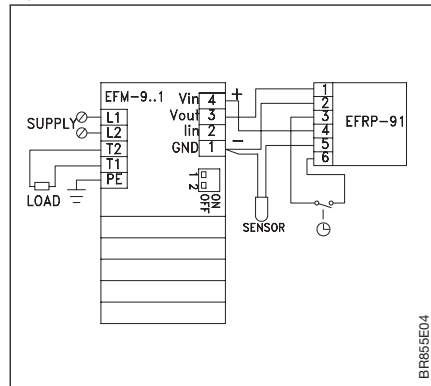 EFM-9..1
SUPPLY
L1
L2
T2
T1
PE
LOAD
Vin 4
Vout 3
Iin 2
GND 1
+
−
1
2
ON
OFF
SENSOR
1
2
3
4
5
6
EFRP-91
BR855E04